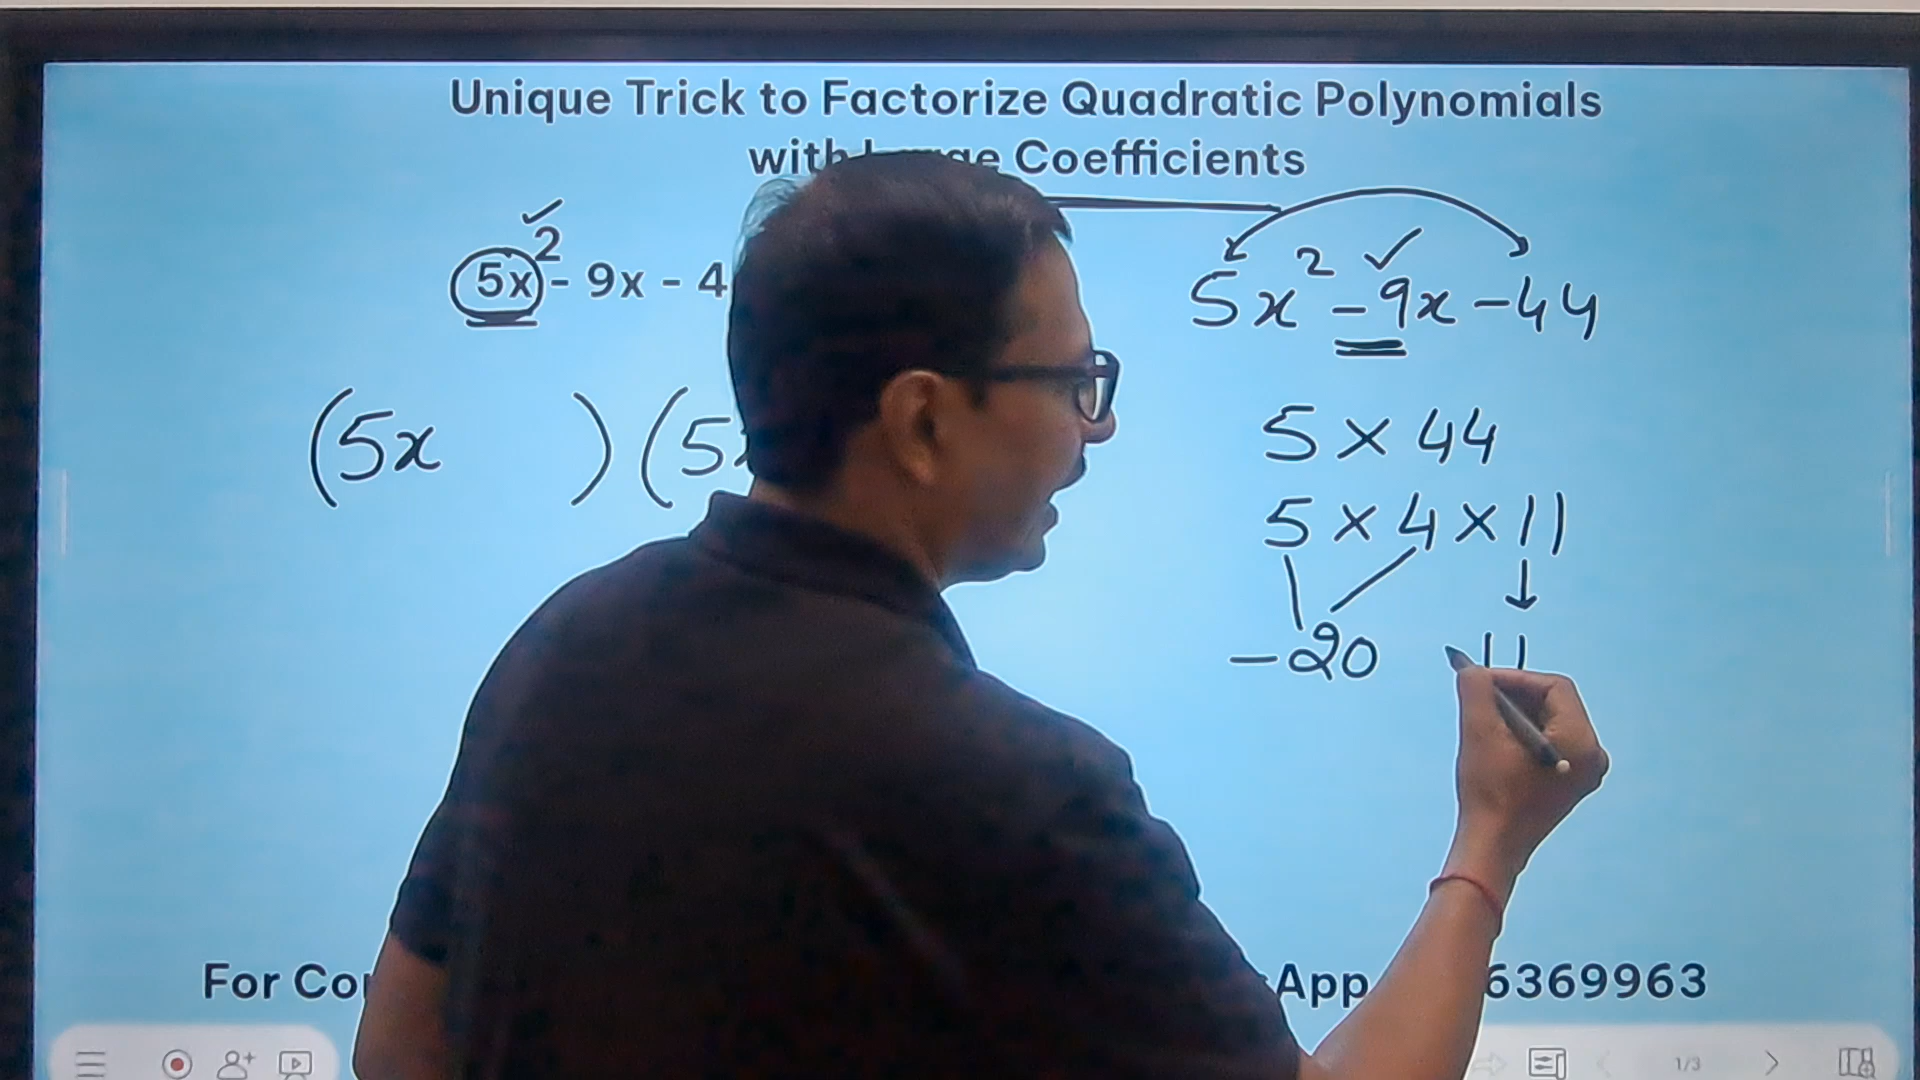 Unique Trick to Factorize Quadratic Polynomials
with Coefficients
5x² - 9x - 4
5x² -9x -44
(5x ) (5
5 × 44
5 × 4 × 11
-20 11
For App 6369963
1/3